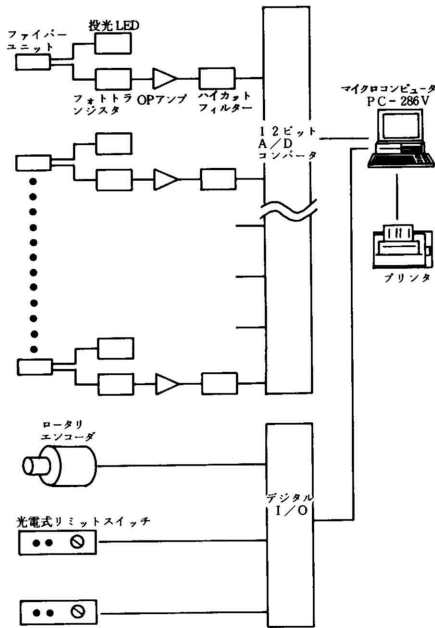 ファイバー
ユニット
投光LED
フォトトラ
ンジスタ
OPアンプ
ハイカット
フィルター
12ビット
A/D
コンバータ
マイクロコンピュータ
PC-286V
プリンタ
ロータリ
エンコーダ
デジタル
I/O
光電式リミットスイッチ